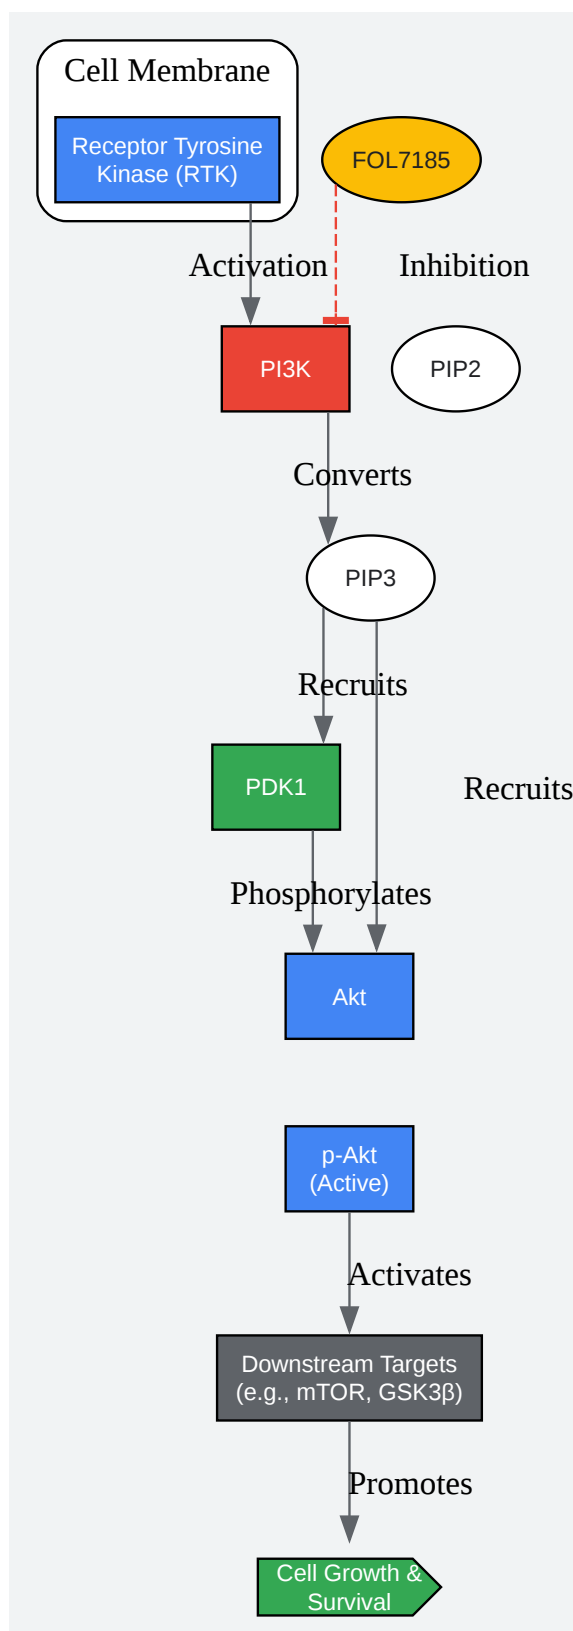 Cell Membrane
Receptor Tyrosine
Kinase (RTK)
FOL7185
Activation
Inhibition
PI3K
PIP2
Converts
PIP3
Recruits
PDK1
Recruits
Phosphorylates
Akt
p-Akt
(Active)
Activates
Downstream Targets
(e.g., mTOR, GSK3β)
Promotes
Cell Growth &
Survival